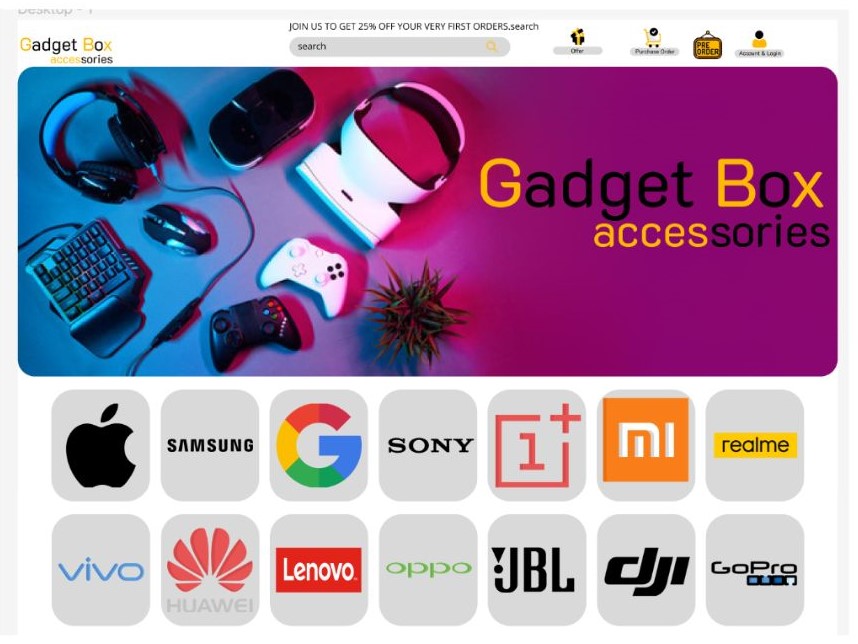 Desktop - 1
JOIN US TO GET 25% OFF YOUR VERY FIRST ORDERS.search
Gadget Box
accessories
search
Offer
Purchase Order
PRE
ORDER
Account & Login
Gadget Box
accessories
SAMSUNG
SONY
1+
mi
realme
vivo
HUAWEI
Lenovo
oppo
JBL
dji
GoPro